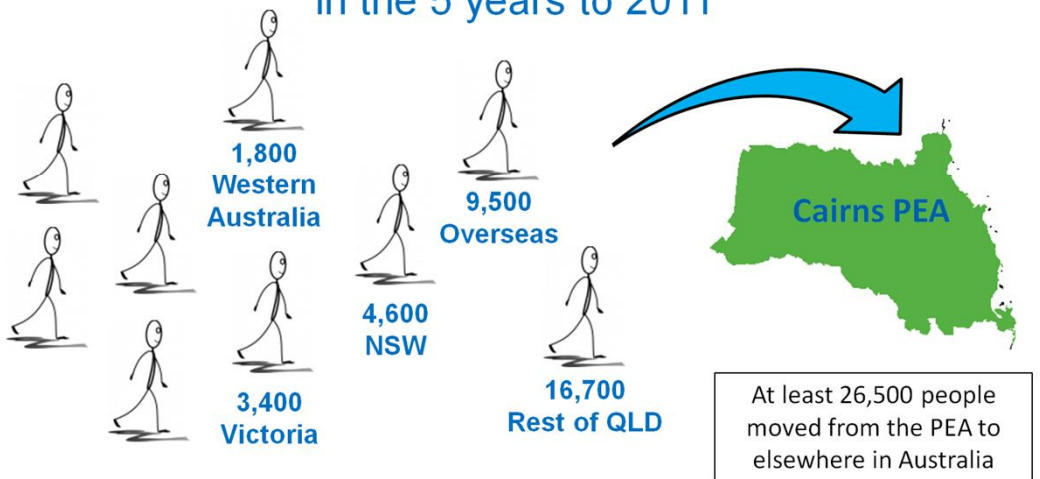 in the 5 years to 2011
1,800
Western
Australia
9,500
Overseas
Cairns PEA
4,600
NSW
3,400
Victoria
16,700
Rest of QLD
At least 26,500 people
moved from the PEA to
elsewhere in Australia